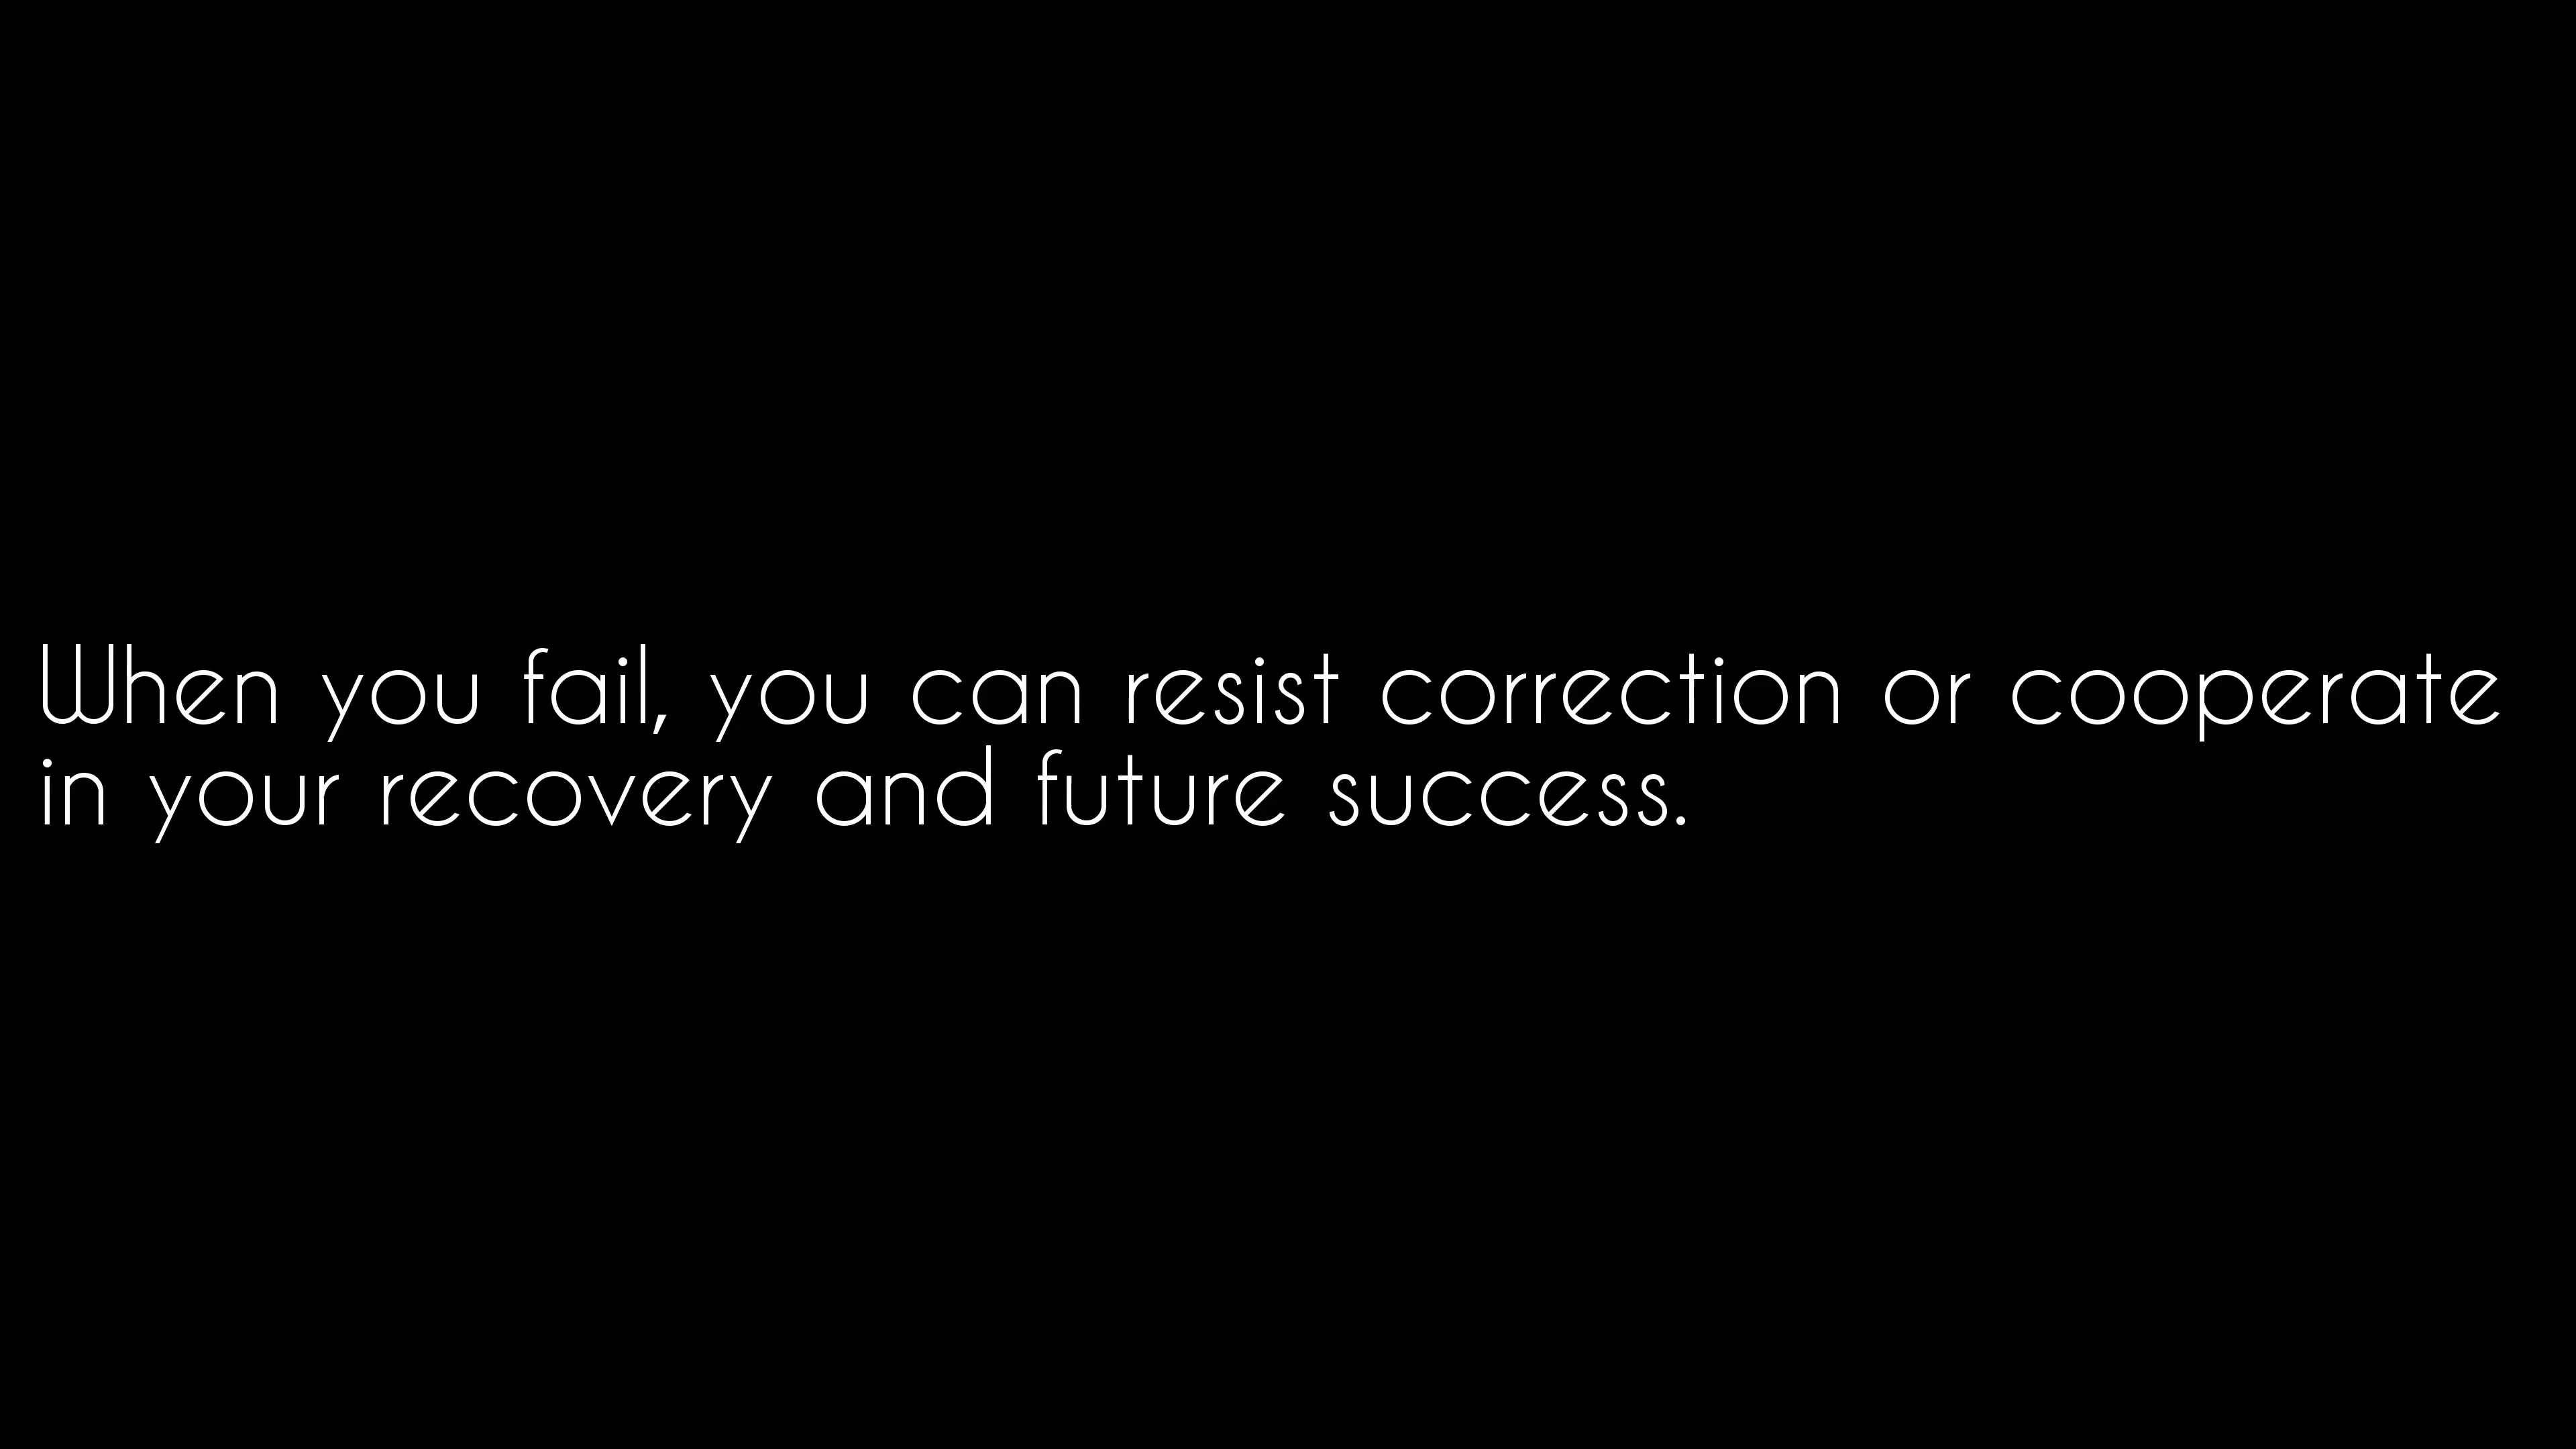 When you fail, you can resist correction or cooperate
in your recovery and future success.